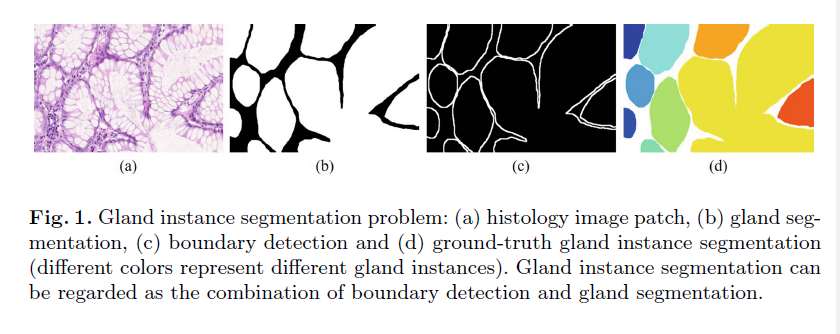 (a) (b) (c) (d)
Fig. 1. Gland instance segmentation problem: (a) histology image patch, (b) gland seg-
mentation, (c) boundary detection and (d) ground-truth gland instance segmentation
(different colors represent different gland instances). Gland instance segmentation can
be regarded as the combination of boundary detection and gland segmentation.